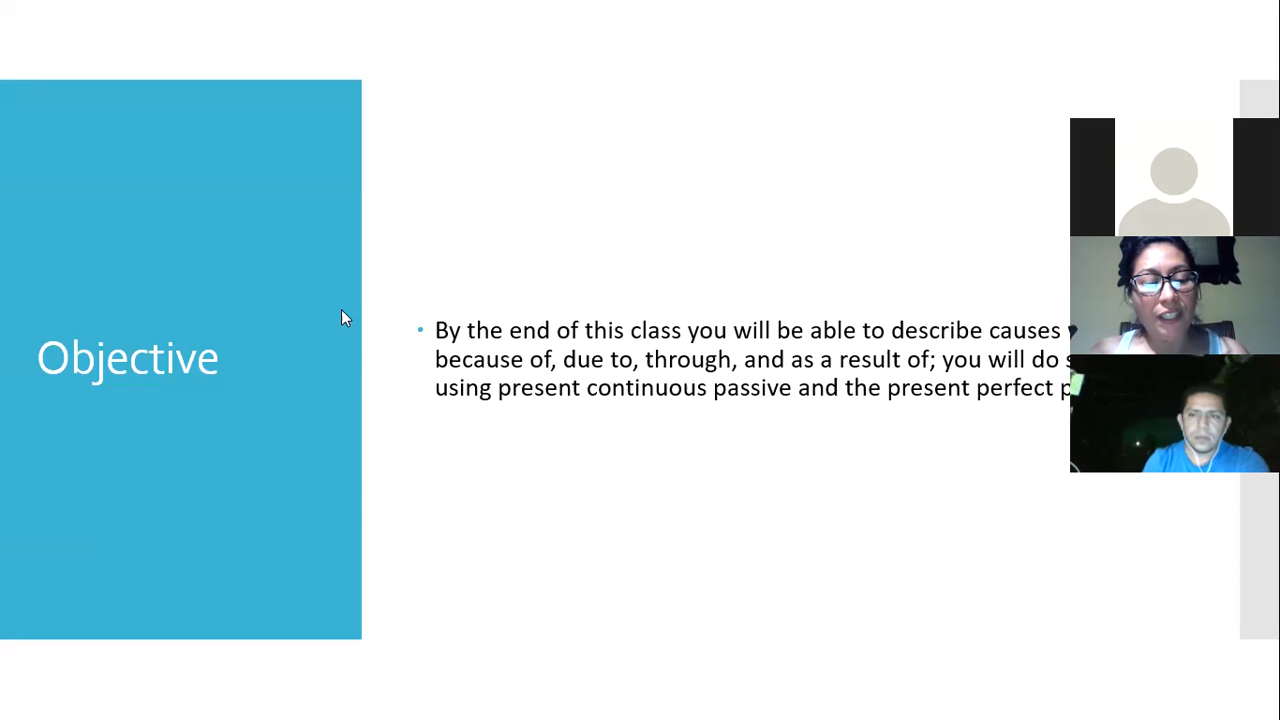 Objective
By the end of this class you will be able to describe causes
because of, due to, through, and as a result of; you will do
using present continuous passive and the present perfect